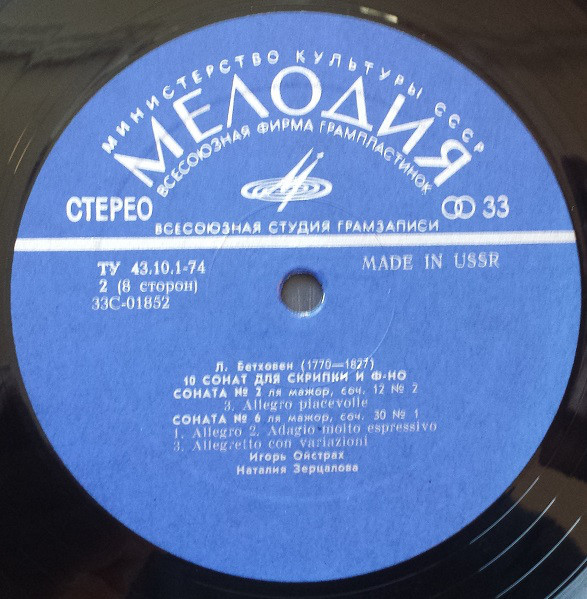 МИНИСТЕРСТВО КУЛЬТУРЫ СССР
МЕЛОДИЯ
ВСЕСОЮЗНАЯ ФИРМА ГРАМПЛАСТИНОК
СТЕРЕО
33
ВСЕСОЮЗНАЯ СТУДИЯ ГРАМЗАПИСИ
ТУ 43.10.1-74
MADE IN USSR
2 (8 сторон)
33С-01852
Л. Бетховен (1770—1827)
10 СОНАТ ДЛЯ СКРИПКИ И Ф-НО
СОНАТА № 2 ля мажор, соч. 12 № 2
3. Allegro piacevolle
СОНАТА № 6 ля мажор, соч. 30 № 1
1. Allegro 2. Adagio molto espressivo
3. Allegretto con variazioni
Игорь Ойстрах
Наталия Зерцалова